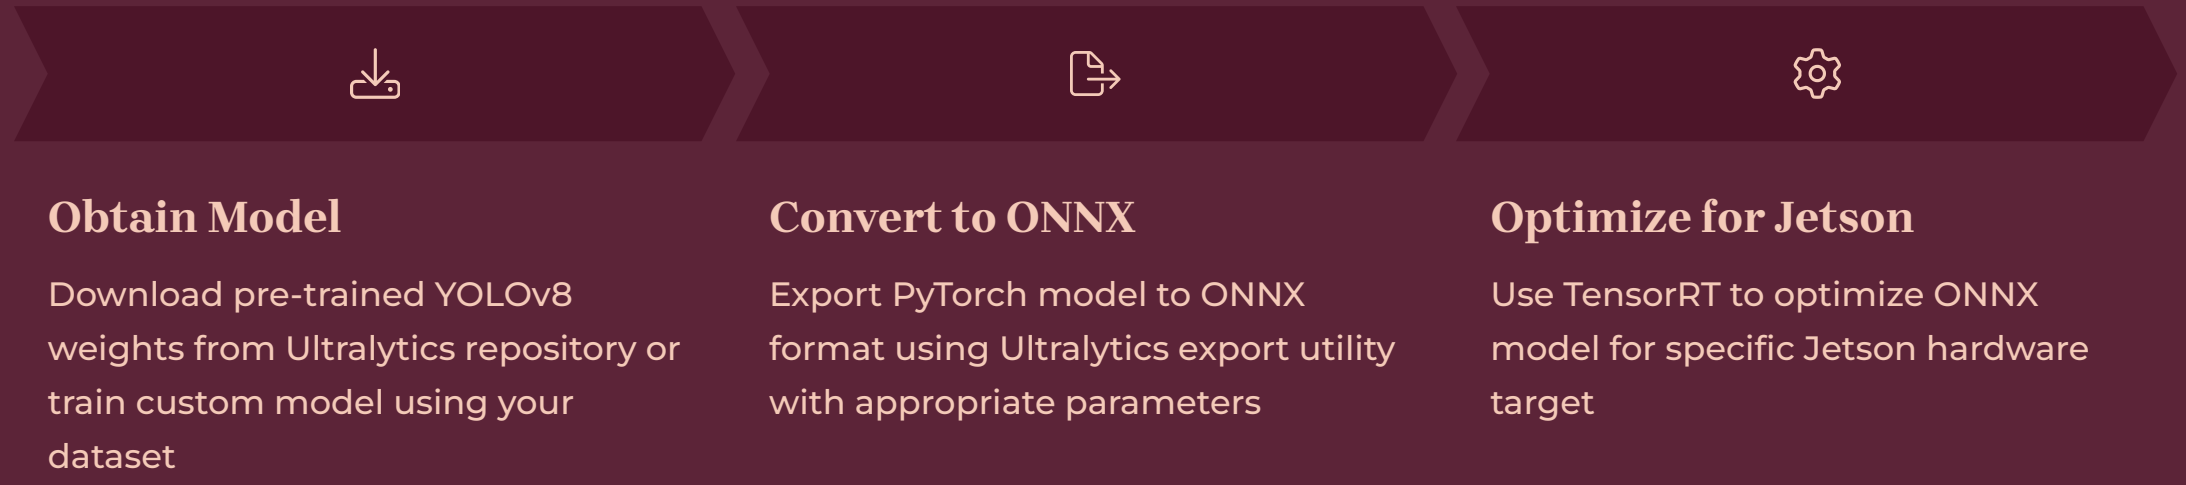 Obtain Model
Download pre-trained YOLOv8
weights from Ultralytics repository or
train custom model using your
dataset
Convert to ONNX
Export PyTorch model to ONNX
format using Ultralytics export utility
with appropriate parameters
Optimize for Jetson
Use TensorRT to optimize ONNX
model for specific Jetson hardware
target